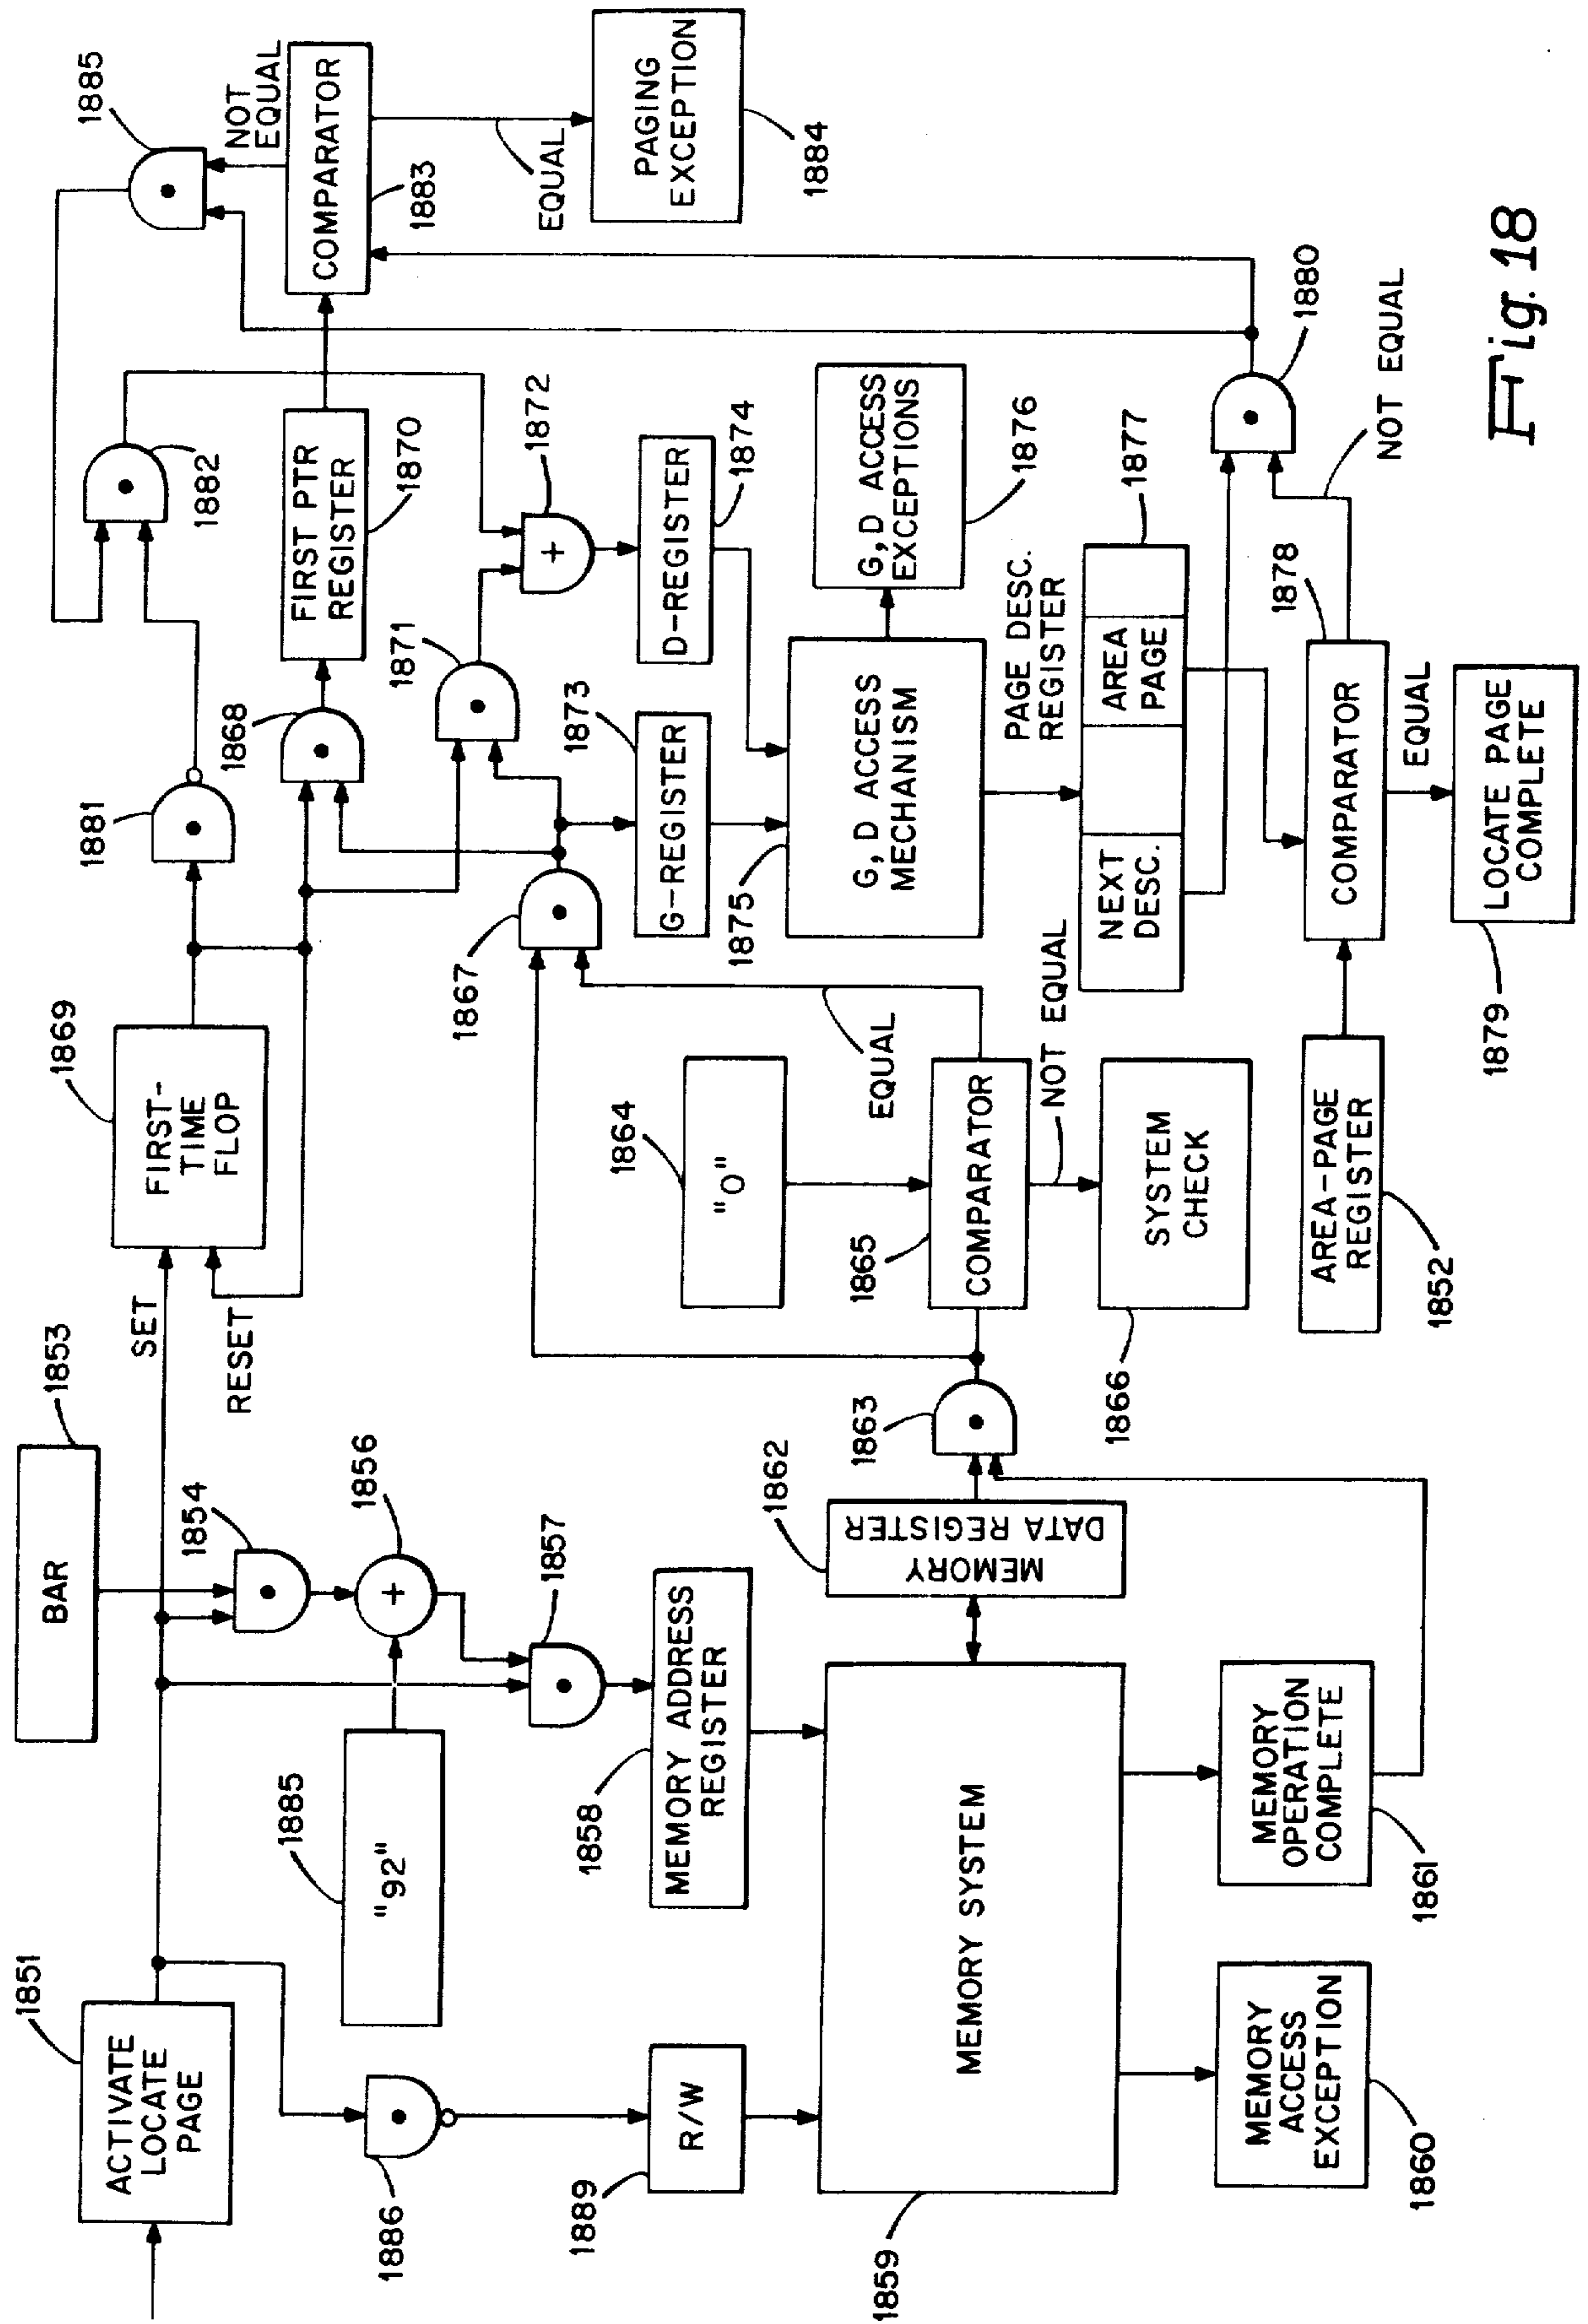 1851
ACTIVATE
LOCATE
PAGE
1853
BAR
SET
RESET
1869
FIRST-
TIME
FLOP
1881
1882
1885
NOT
EQUAL
1854
1856
1885
"92"
1857
1868
FIRST PTR
REGISTER
1870
COMPARATOR
1883
EQUAL
PAGING
EXCEPTION
1884
1886
1889
R/W
1858
MEMORY ADDRESS
REGISTER
1867
1871
1872
1873
G-REGISTER
D-REGISTER
1874
1864
"0"
EQUAL
1875
G, D ACCESS
MECHANISM
G, D ACCESS
EXCEPTIONS
1876
1859
MEMORY SYSTEM
1862
MEMORY
DATA REGISTER
1863
1865
COMPARATOR
NOT EQUAL
1866
SYSTEM
CHECK
PAGE DESC.
REGISTER
1877
NEXT
DESC.
AREA
PAGE
1880
NOT EQUAL
1878
MEMORY
ACCESS
EXCEPTION
1860
MEMORY
OPERATION
COMPLETE
1861
AREA-PAGE
REGISTER
1852
COMPARATOR
EQUAL
1879
LOCATE PAGE
COMPLETE
Fig. 18